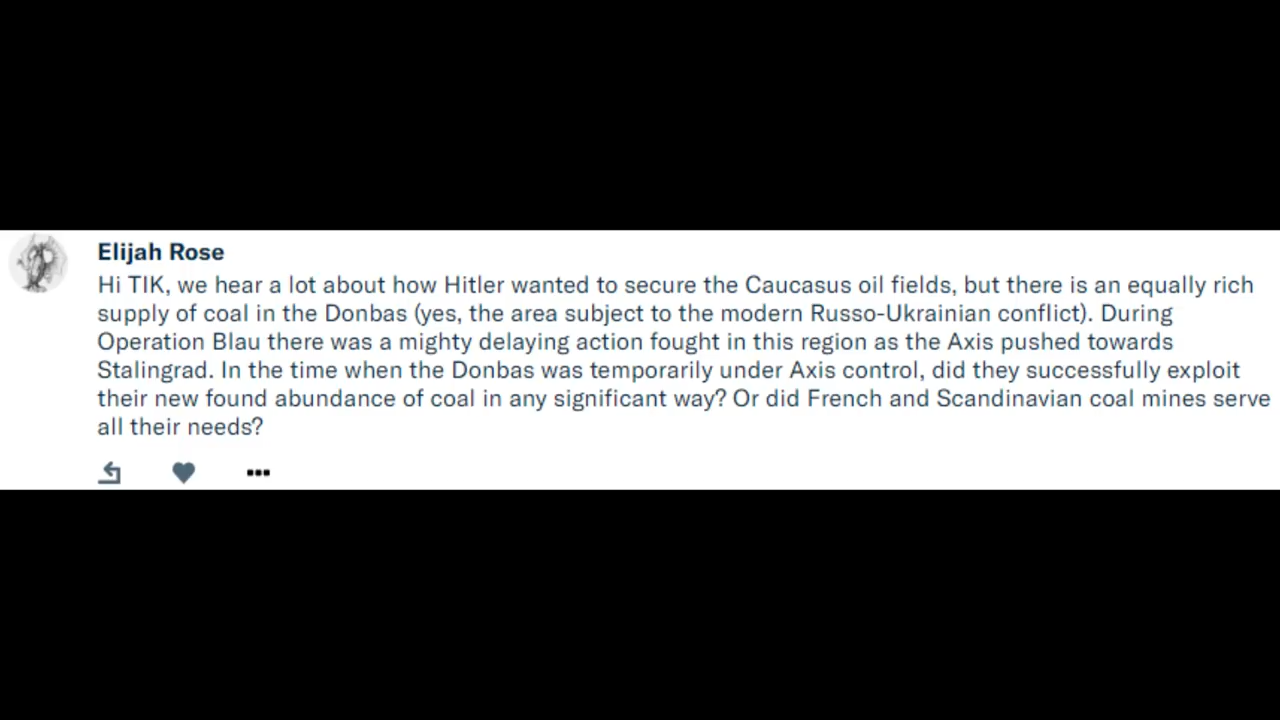 Elijah Rose
Hi TIK, we hear a lot about how Hitler wanted to secure the Caucasus oil fields, but there is an equally rich
supply of coal in the Donbas (yes, the area subject to the modern Russo-Ukrainian conflict). During
Operation Blau there was a mighty delaying action fought in this region as the Axis pushed towards
Stalingrad. In the time when the Donbas was temporarily under Axis control, did they successfully exploit
their new found abundance of coal in any significant way? Or did French and Scandinavian coal mines serve
all their needs?